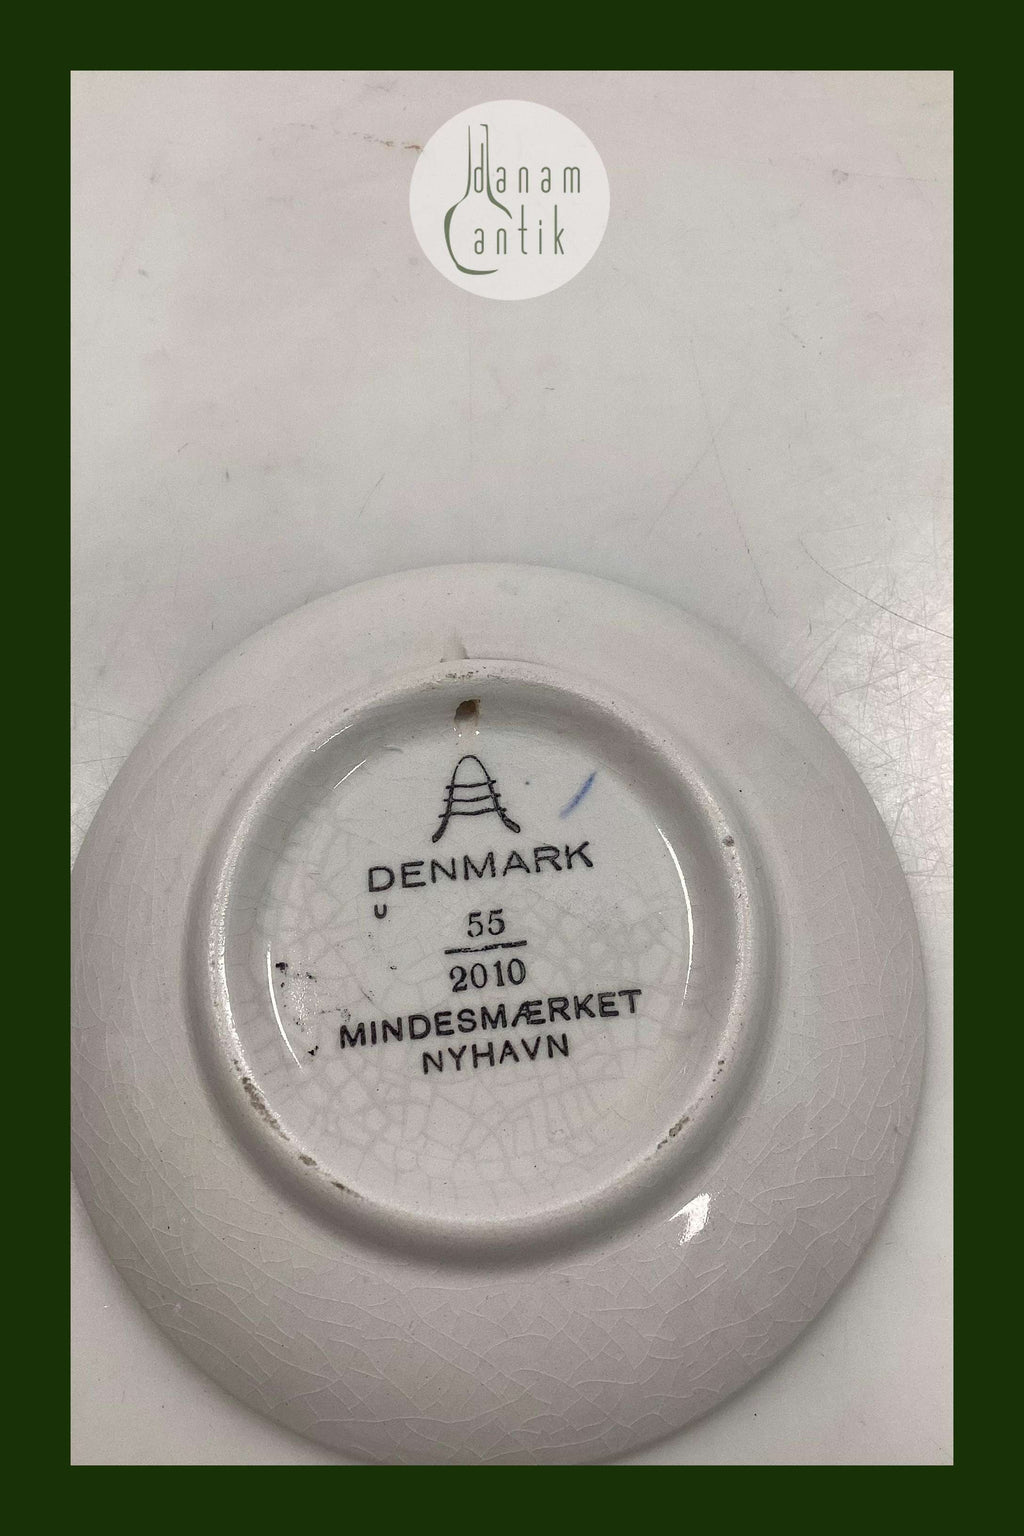 danam
antik
DENMARK
U
55
2010
MINDESMÆRKET
NYHAVN